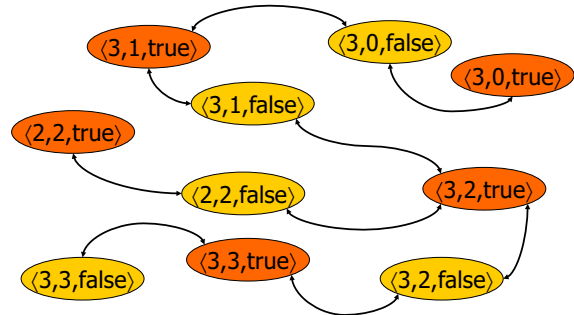 ⟨3,1,true⟩
⟨3,0,false⟩
⟨3,0,true⟩
⟨3,1,false⟩
⟨2,2,true⟩
⟨2,2,false⟩
⟨3,2,true⟩
⟨3,3,false⟩
⟨3,3,true⟩
⟨3,2,false⟩